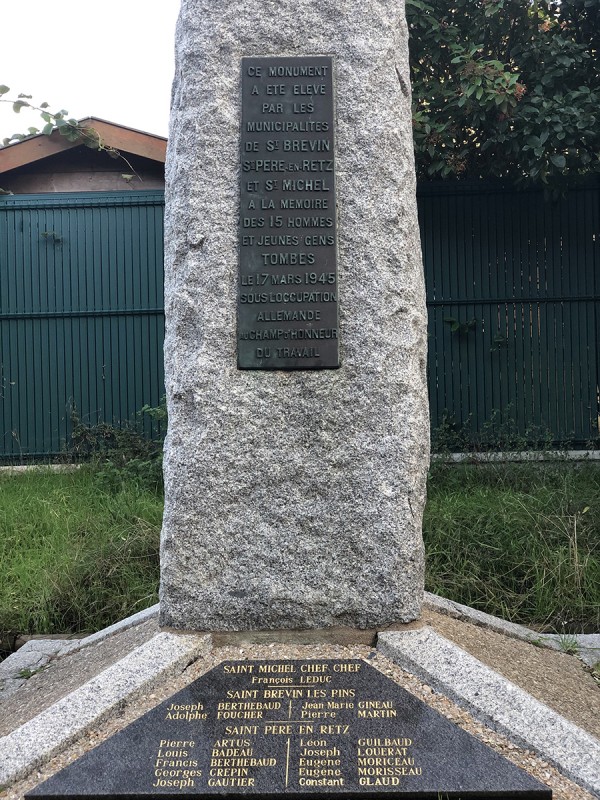 CE MONUMENT
A ETE ELEVE
PAR LES
MUNICIPALITES
DE ST BREVIN
ST PERE-EN-RETZ
ET ST MICHEL
A LA MEMOIRE
DES 15 HOMMES
ET JEUNES GENS
TOMBES
LE 17 MARS 1945
SOUS L'OCCUPATION
ALLEMANDE
AU CHAMP D'HONNEUR
DU TRAVAIL
SAINT MICHEL CHEF CHEF
François LEDUC
SAINT BREVIN LES PINS
Joseph BERTHEBAUD Jean Marie GINEAU
Adolphe FOUCHER Pierre MARTIN
SAINT PÈRE EN RETZ
Pierre ARTUS Léon GUILBAUD
Louis BADEAU Joseph LOUERAT
Francis BERTHEBAUD Eugène MORICEAU
Georges CREPIN Eugène MORISSEAU
Joseph GAUTIER Constant GLAUD